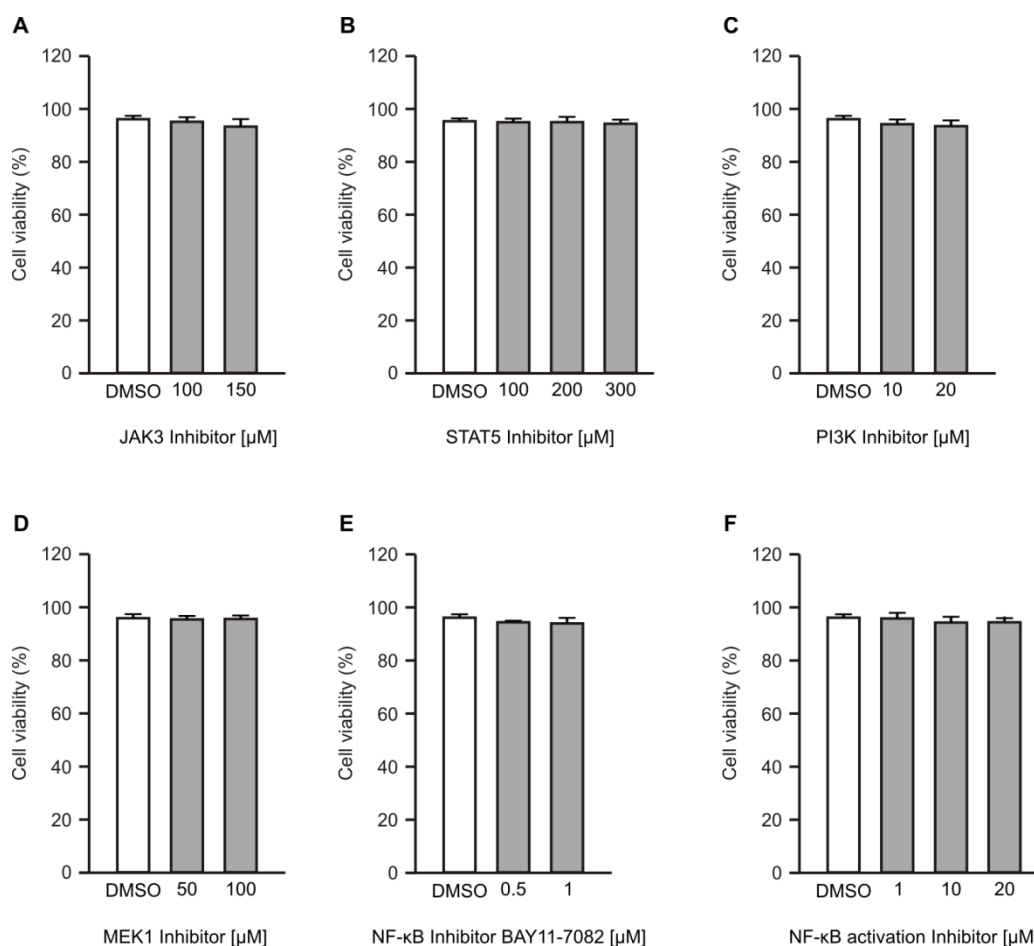 A
Cell viability (%)
120
100
80
60
40
20
0
DMSO 100 150
JAK3 Inhibitor [µM]
B
Cell viability (%)
120
100
80
60
40
20
0
DMSO 100 200 300
STAT5 Inhibitor [µM]
C
Cell viability (%)
120
100
80
60
40
20
0
DMSO 10 20
PI3K Inhibitor [µM]
D
Cell viability (%)
120
100
80
60
40
20
0
DMSO 50 100
MEK1 Inhibitor [µM]
E
Cell viability (%)
120
100
80
60
40
20
0
DMSO 0.5 1
NF-κB Inhibitor BAY11-7082 [µM]
F
Cell viability (%)
120
100
80
60
40
20
0
DMSO 1 10 20
NF-κB activation Inhibitor [µM]